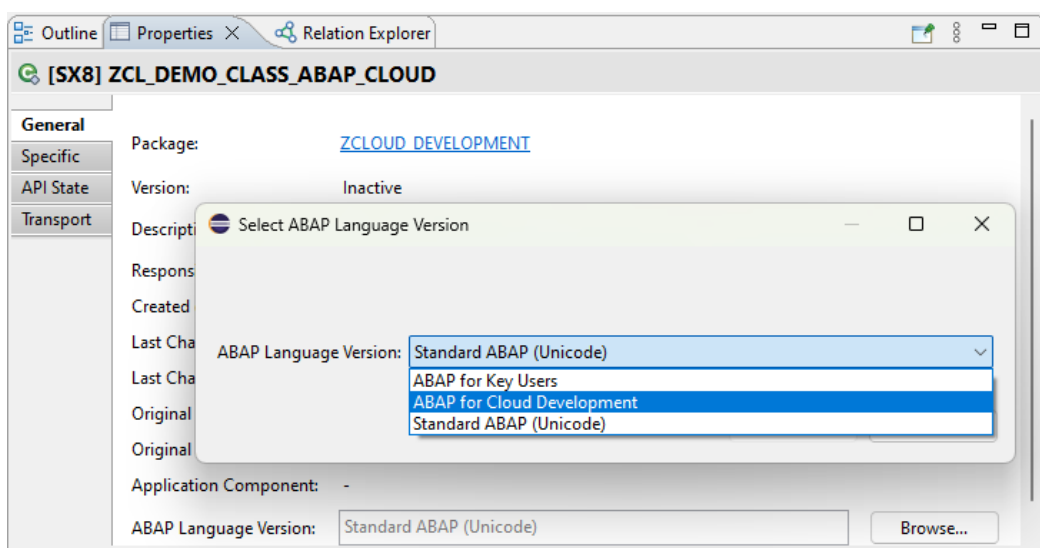 Outline Properties Relation Explorer
[SX8] ZCL_DEMO_CLASS_ABAP_CLOUD
General
Specific
API State
Transport
Package: ZCLOUD_DEVELOPMENT
Version: Inactive
Descripti
Respons
Created
Last Cha
Last Cha
Original
Original
Application Component: -
ABAP Language Version: Standard ABAP (Unicode) Browse...
Select ABAP Language Version
ABAP Language Version: Standard ABAP (Unicode)
ABAP for Key Users
ABAP for Cloud Development
Standard ABAP (Unicode)